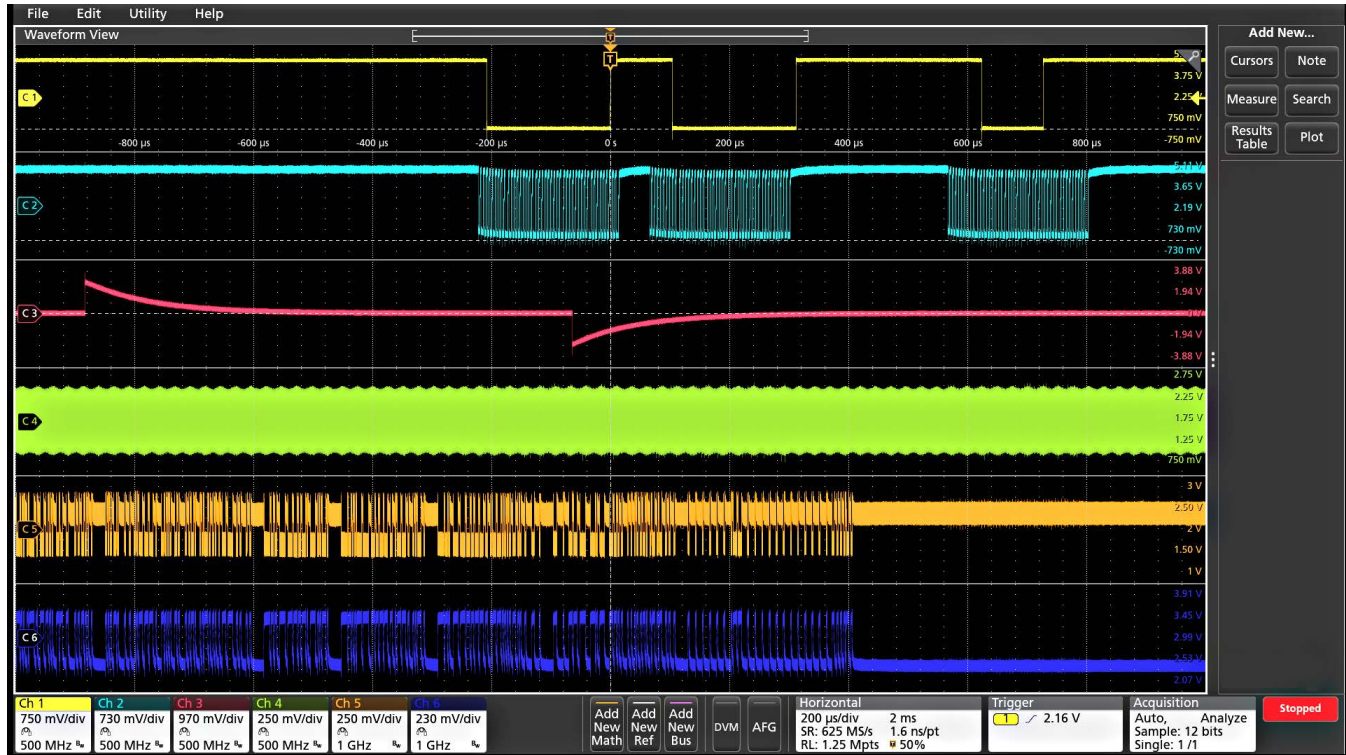 File Edit Utility Help
Waveform View
Add New...
Cursors Note
Measure Search
Results Table Plot
T
T
C 1
3.75 V
750 mV
-750 mV
-800 µs -600 µs -400 µs -200 µs 0 s 200 µs 400 µs 600 µs 800 µs
C 2
5.11 V
3.65 V
2.19 V
730 mV
-730 mV
C 3
3.88 V
1.94 V
-1.94 V
-3.88 V
C 4
2.75 V
2.25 V
1.75 V
1.25 V
750 mV
C 5
3 V
2.50 V
2 V
1.50 V
1 V
C 6
3.91 V
3.45 V
2.99 V
2.53 V
2.07 V
Ch 1
750 mV/div
500 MHz Bw
Ch 2
730 mV/div
500 MHz Bw
Ch 3
970 mV/div
500 MHz Bw
Ch 4
250 mV/div
500 MHz Bw
Ch 5
250 mV/div
1 GHz Bw
Ch 6
230 mV/div
1 GHz Bw
Add New Math
Add New Ref
Add New Bus
DVM
AFG
Horizontal
200 µs/div 2 ms
SR: 625 MS/s 1.6 ns/pt
RL: 1.25 Mpts 50%
Trigger
1 2.16 V
Acquisition
Auto, Analyze
Sample: 12 bits
Single: 1/1
Stopped